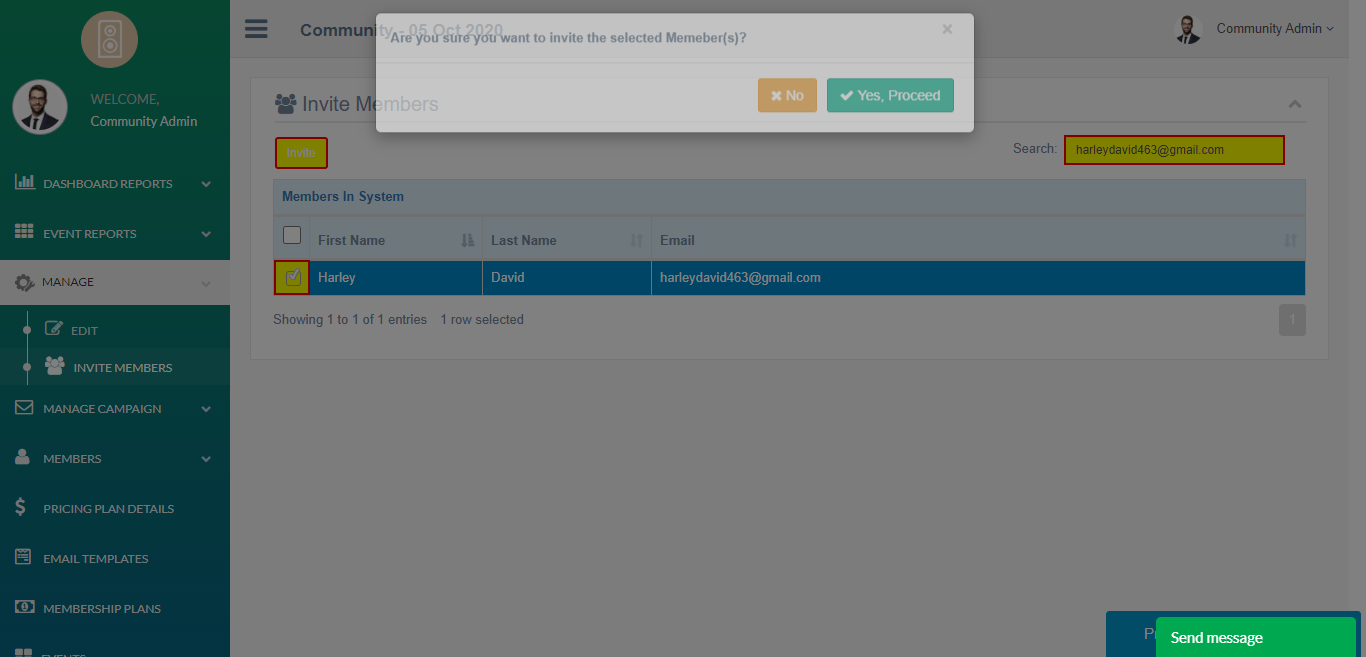 Community - 05 Oct 2020
Are you sure you want to invite the selected Memeber(s)?
×
No
Yes, Proceed
Community Admin
WELCOME,
Community Admin
DASHBOARD REPORTS
EVENT REPORTS
MANAGE
EDIT
INVITE MEMBERS
MANAGE CAMPAIGN
MEMBERS
PRICING PLAN DETAILS
EMAIL TEMPLATES
MEMBERSHIP PLANS
EVENTS
Invite Members
Invite
Search: harleydavid463@gmail.com
Members In System
First Name Last Name Email
Harley David harleydavid463@gmail.com
Showing 1 to 1 of 1 entries 1 row selected
1
Send message